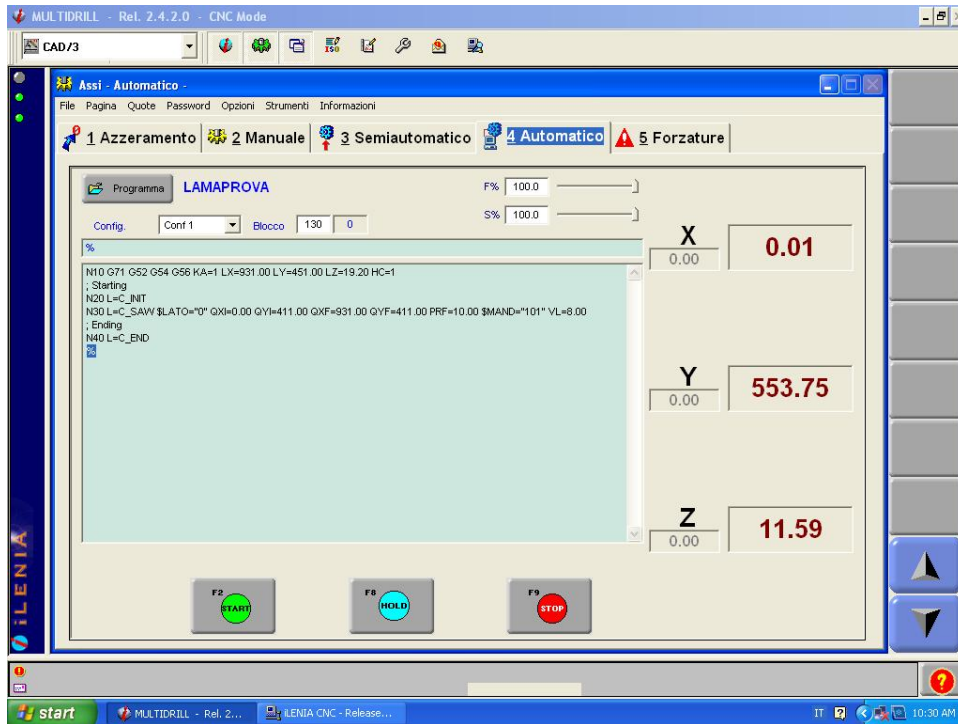 MULTIDRILL - Rel. 2.4.2.0 - CNC Mode
CAD/3
ISO
Assi - Automatico -
File Pagina Quote Password Opzioni Strumenti Informazioni
1 Azzeramento 2 Manuale 3 Semiautomatico 4 Automatico 5 Forzature
Programma LAMAPROVA F% 100.0
S% 100.0
Config. Conf 1 Blocco 130 0
%
N10 G71 G52 G54 G56 KA=1 LX=931.00 LY=451.00 LZ=19.20 HC=1
; Starting
N20 L=C_INIT
N30 L=C_SAW $LATO="0" QXI=0.00 QYI=411.00 QXF=931.00 QYF=411.00 PRF=10.00 $MAND="101" VL=8.00
; Ending
N40 L=C_END
%
X 0.01
0.00
Y 553.75
0.00
Z 11.59
0.00
F2 START
F8 HOLD
F9 STOP
iLENIA
start MULTIDRILL - Rel. 2... iLENIA CNC - Release... IT 10:30 AM